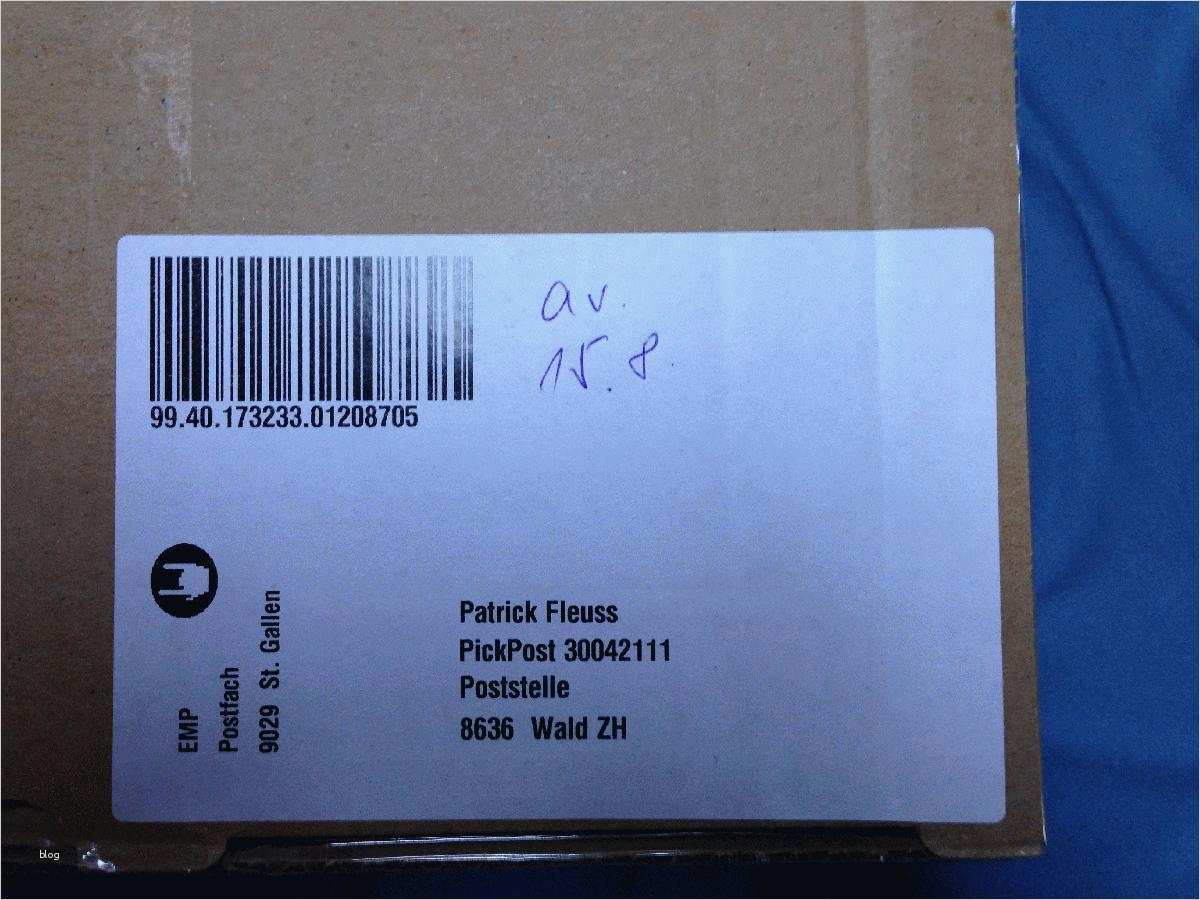 av.
15.8.
99.40.173233.01208705
EMP
Postfach
9029 St. Gallen
Patrick Fleuss
PickPost 30042111
Poststelle
8636 Wald ZH
blog